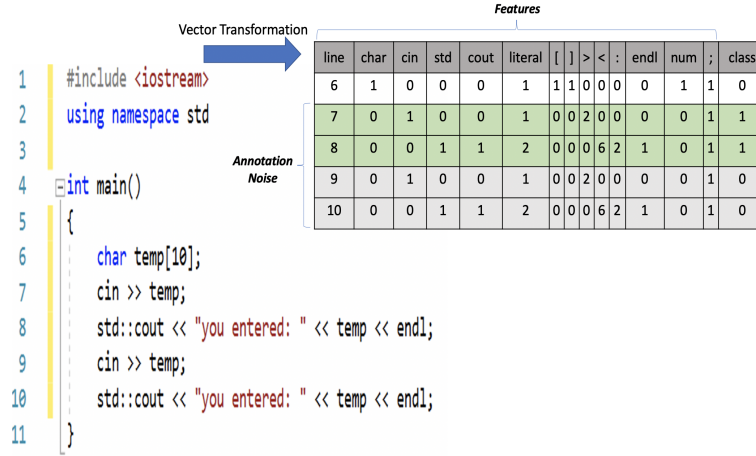 Features
Vector Transformation
line char cin std cout literal [ ] > < : endl num ; class
6 1 0 0 0 1 1 1 0 0 0 0 1 1 0
7 0 1 0 0 1 0 0 2 0 0 0 0 1 1
8 0 0 1 1 2 0 0 0 6 2 1 0 1 1
9 0 1 0 0 1 0 0 2 0 0 0 0 1 0
10 0 0 1 1 2 0 0 0 6 2 1 0 1 0
Annotation
Noise
1 #include <iostream>
2 using namespace std
3
4 int main()
5 {
6 char temp[10];
7 cin >> temp;
8 std::cout << "you entered: " << temp << endl;
9 cin >> temp;
10 std::cout << "you entered: " << temp << endl;
11 }